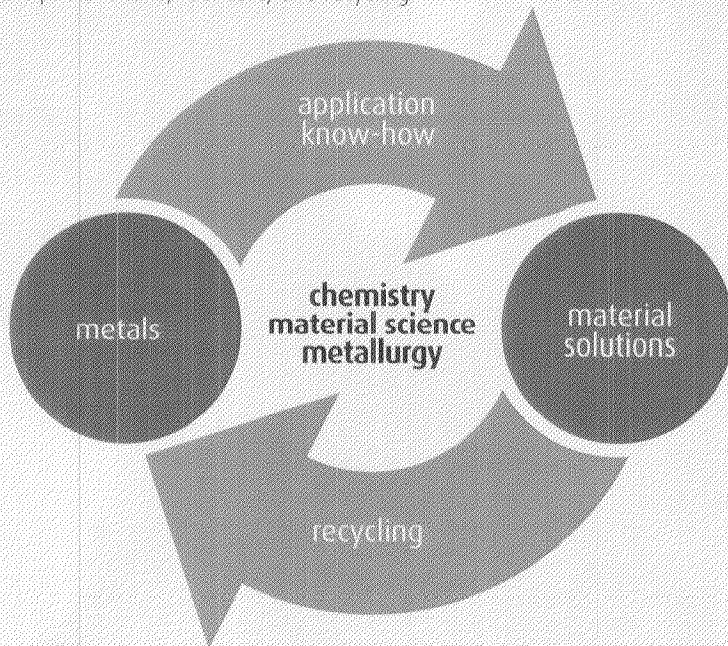 application
know-how
metals
chemistry
material science
metallurgy
material
solutions
recycling